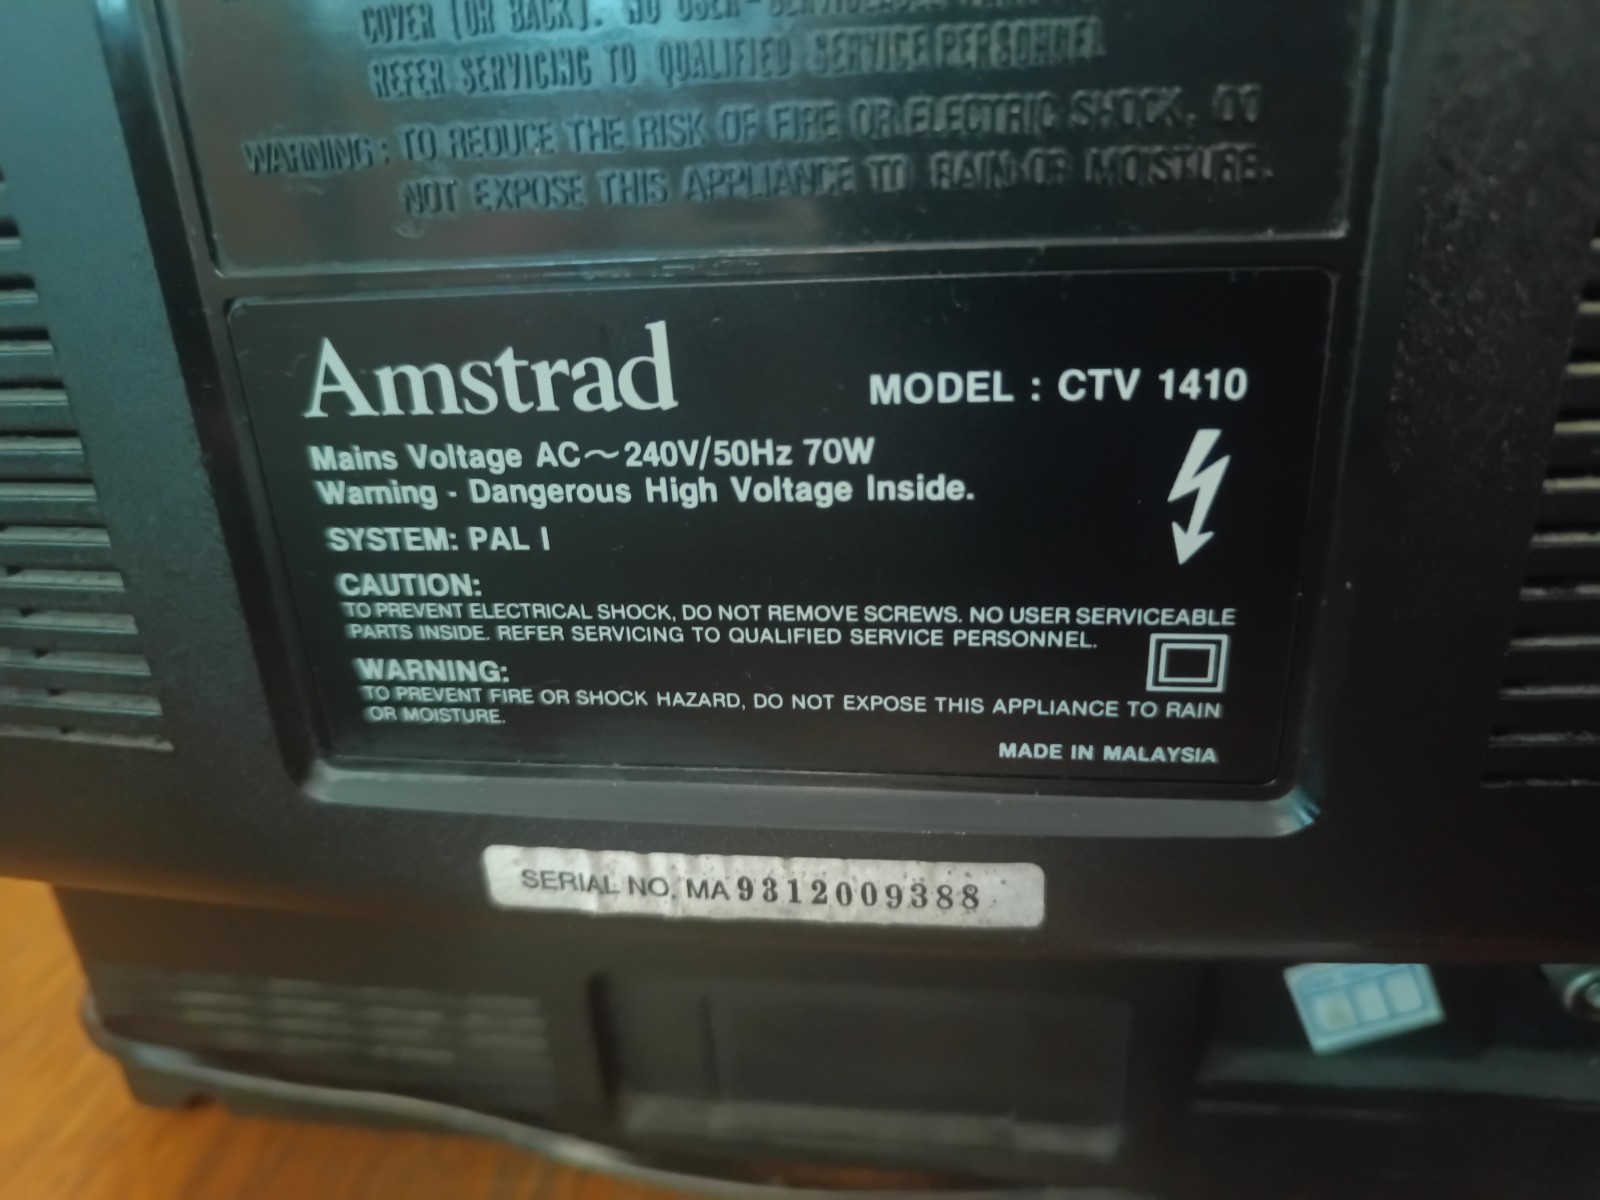 COVER (OR BACK). NO USER-
REFER SERVICING TO QUALIFIED SERVICE PERSONNEL
WARNING: TO REDUCE THE RISK OF FIRE OR ELECTRIC SHOCK. DO
NOT EXPOSE THIS APPLIANCE TO RAIN OR MOISTURE.
Amstrad
MODEL : CTV 1410
Mains Voltage AC～240V/50Hz 70W
Warning - Dangerous High Voltage Inside.
SYSTEM: PAL I
CAUTION:
TO PREVENT ELECTRICAL SHOCK, DO NOT REMOVE SCREWS. NO USER SERVICEABLE
PARTS INSIDE. REFER SERVICING TO QUALIFIED SERVICE PERSONNEL.
WARNING:
TO PREVENT FIRE OR SHOCK HAZARD, DO NOT EXPOSE THIS APPLIANCE TO RAIN
OR MOISTURE.
MADE IN MALAYSIA
SERIAL NO. MA 9312009388